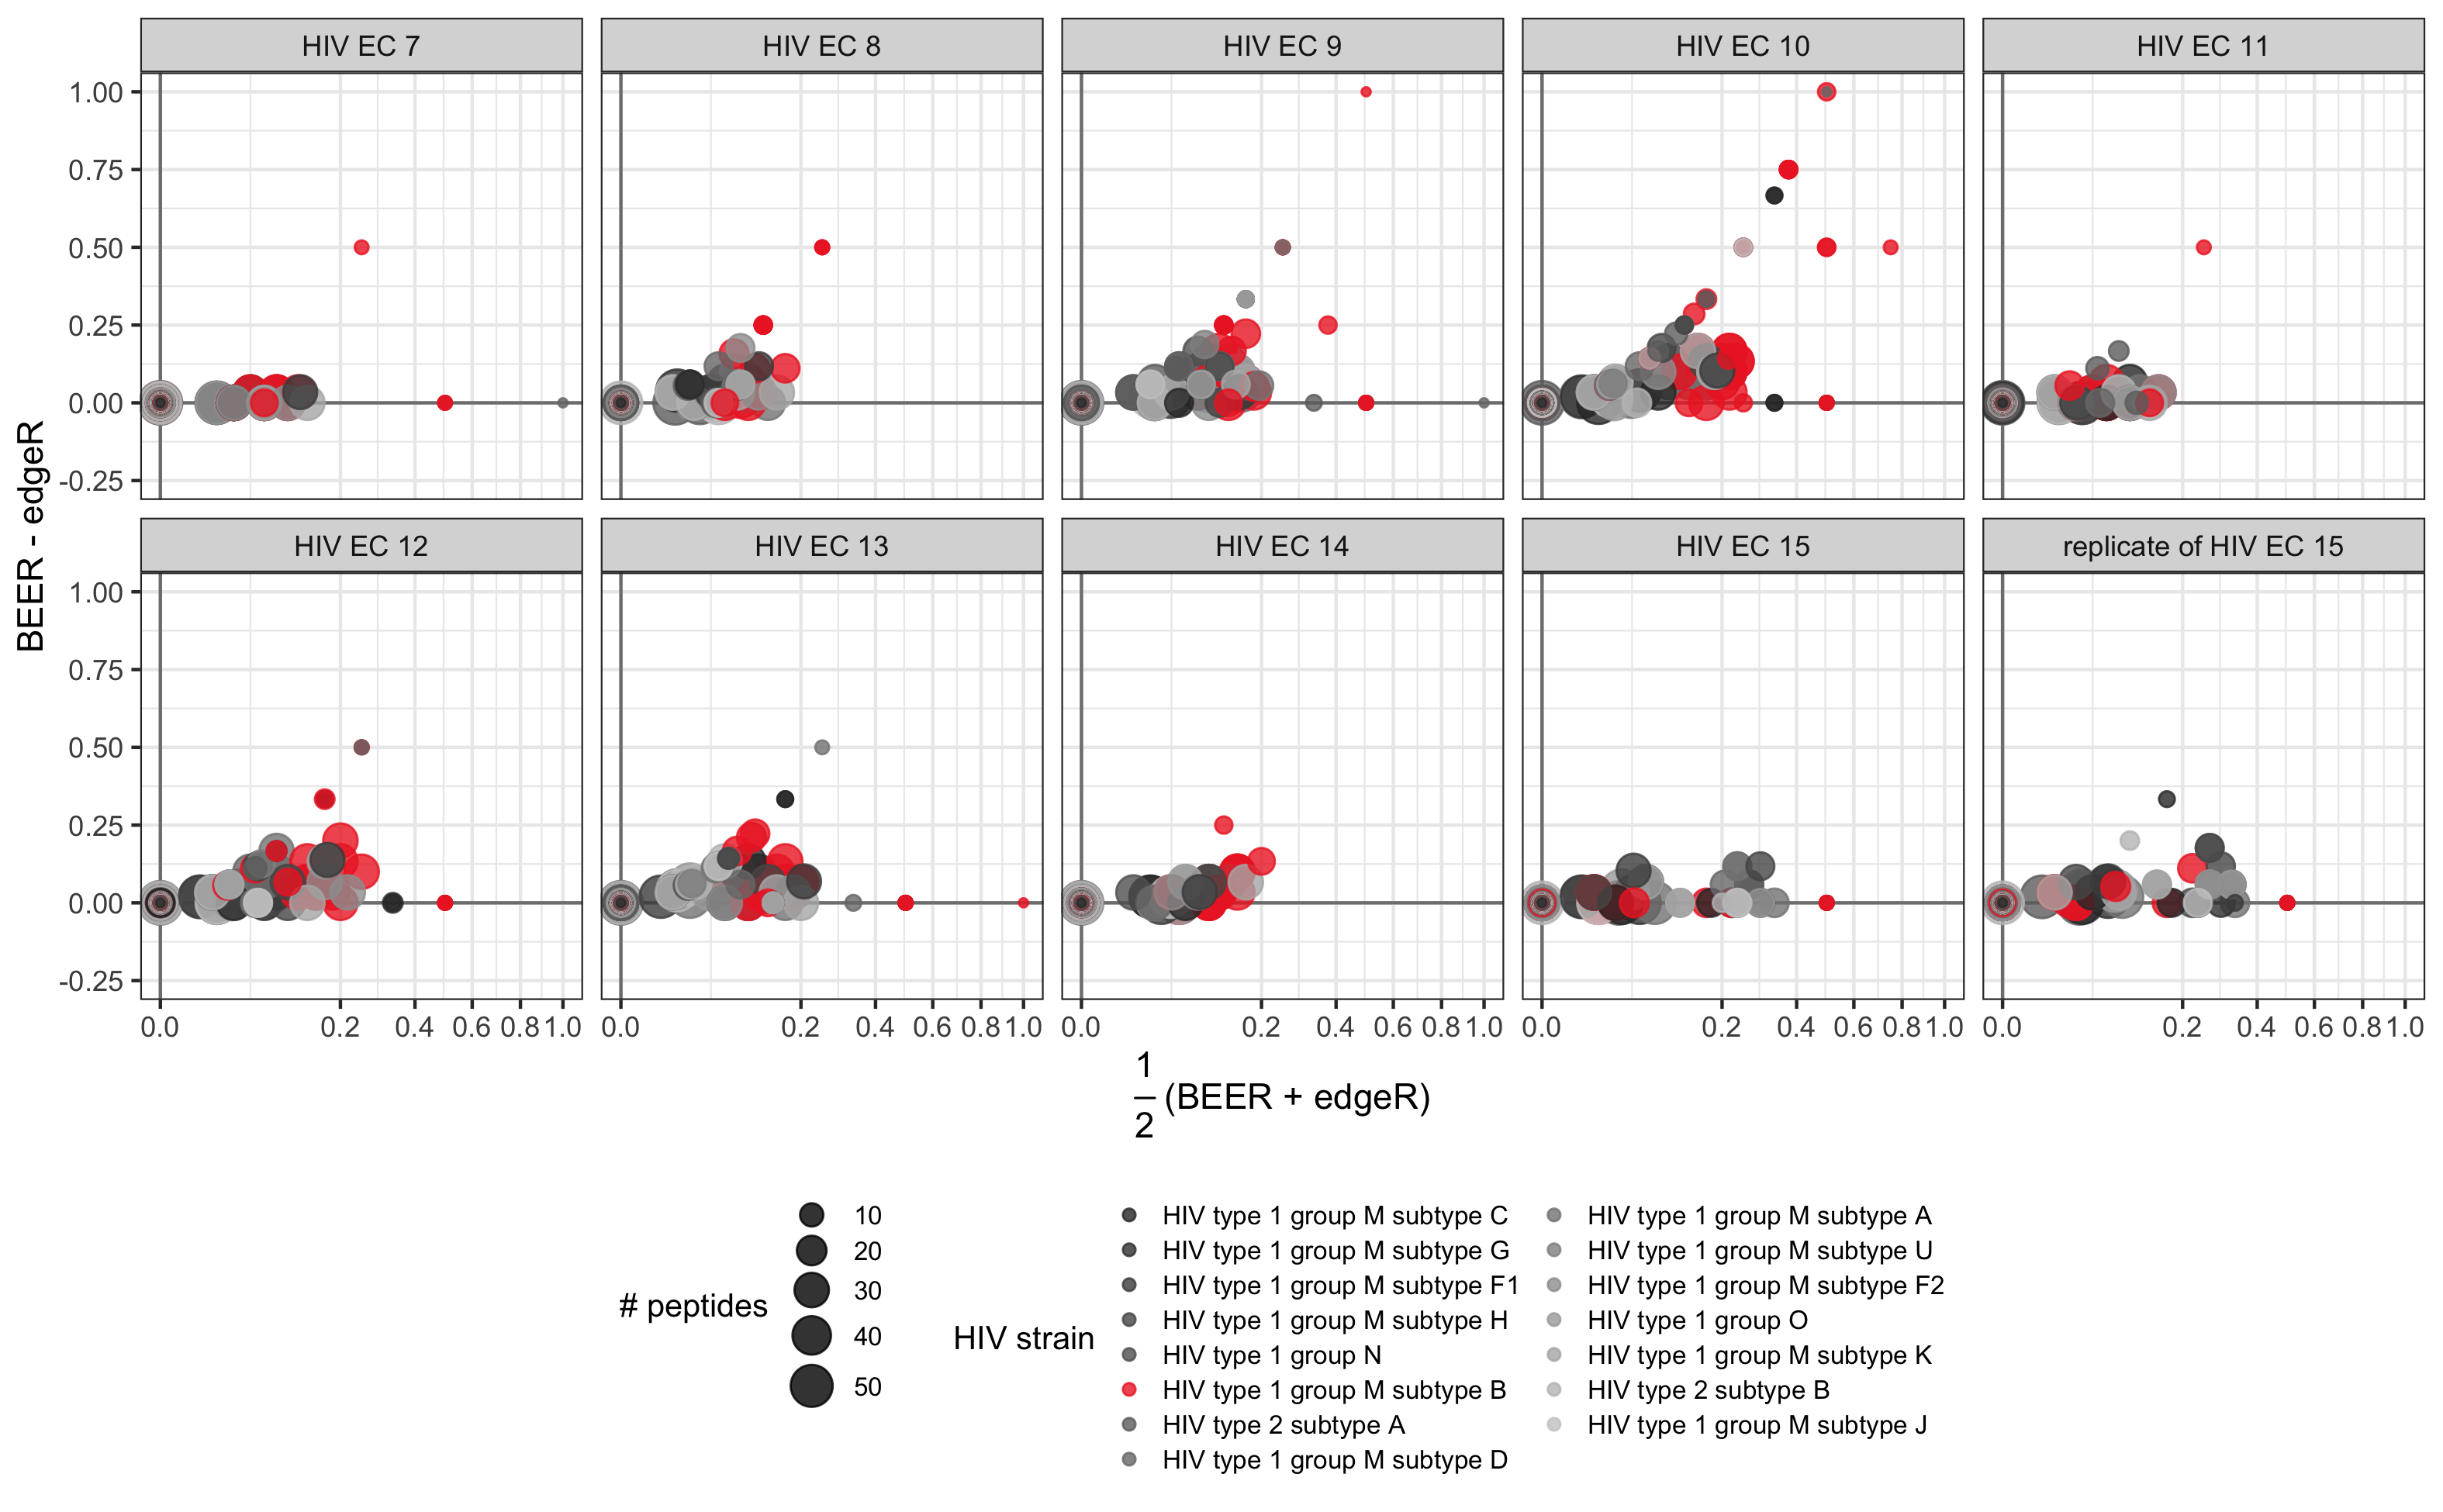 HIV EC 7
HIV EC 8
HIV EC 9
HIV EC 10
HIV EC 11
1.00
0.75
0.50
0.25
0.00
-0.25
BEER - edgeR
HIV EC 12
HIV EC 13
HIV EC 14
HIV EC 15
replicate of HIV EC 15
1.00
0.75
0.50
0.25
0.00
-0.25
0.0 0.2 0.4 0.6 0.8 1.0
0.0 0.2 0.4 0.6 0.8 1.0
0.0 0.2 0.4 0.6 0.8 1.0
0.0 0.2 0.4 0.6 0.8 1.0
0.0 0.2 0.4 0.6 0.8 1.0
1
2
(BEER + edgeR)
# peptides
10
20
30
40
50
HIV strain
HIV type 1 group M subtype C
HIV type 1 group M subtype G
HIV type 1 group M subtype F1
HIV type 1 group M subtype H
HIV type 1 group N
HIV type 1 group M subtype B
HIV type 2 subtype A
HIV type 1 group M subtype D
HIV type 1 group M subtype A
HIV type 1 group M subtype U
HIV type 1 group M subtype F2
HIV type 1 group O
HIV type 1 group M subtype K
HIV type 2 subtype B
HIV type 1 group M subtype J